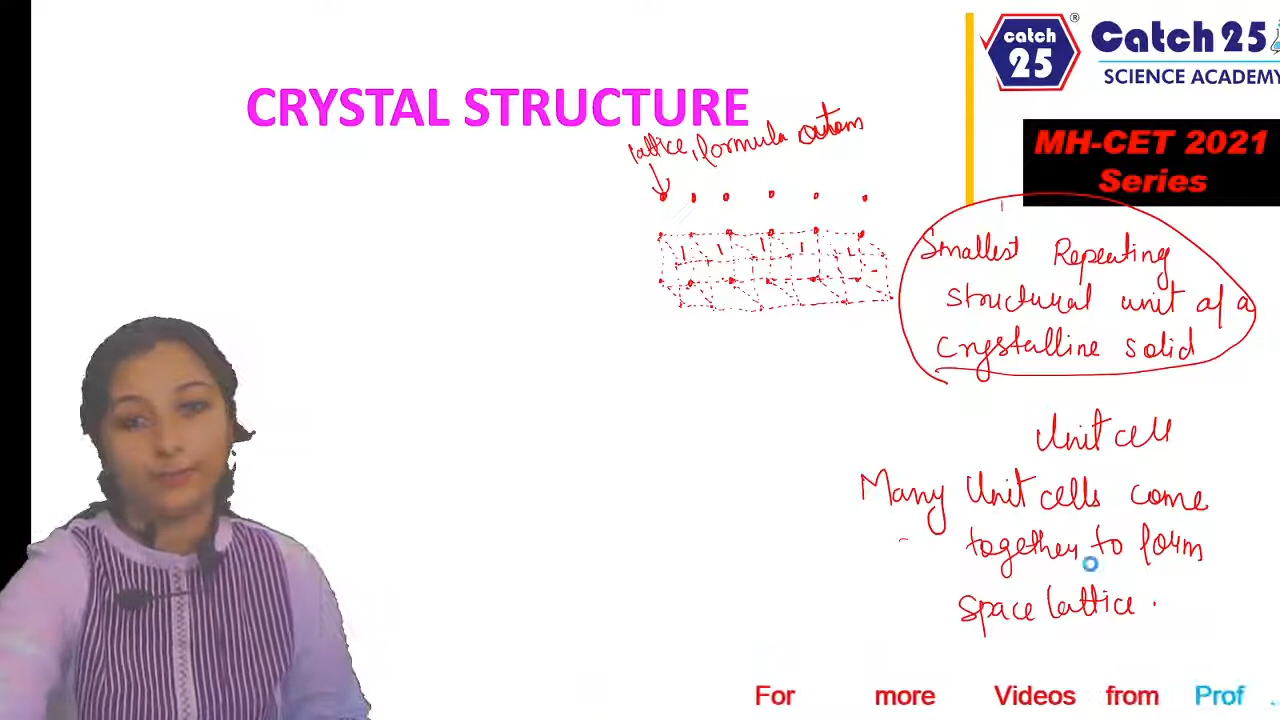 catch
25
®
Catch 25
SCIENCE ACADEMY
CRYSTAL STRUCTURE
MH-CET 2021
Series
lattice, formula atom
Smallest Repeating
structural unit of a
crystalline solid
Unit cell
Many Unit cells come
together to form
space lattice.
For more Videos from Prof